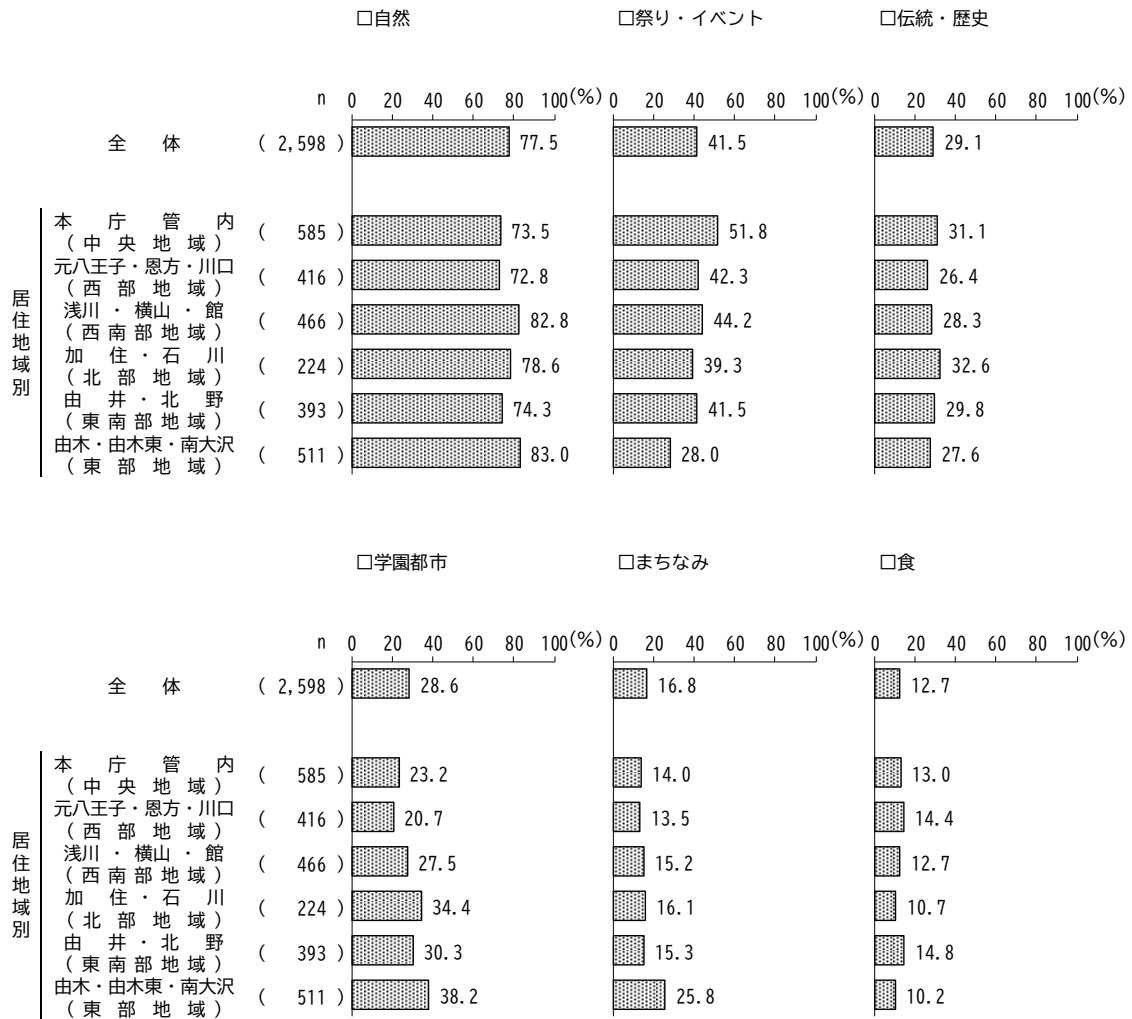 □自然 □祭り・イベント □伝統・歴史
n 0 20 40 60 80 100(%) 0 20 40 60 80 100(%) 0 20 40 60 80 100(%)
全 体 ( 2,598 ) 77.5 41.5 29.1
居住地域別
本 庁 管 内
( 中 央 地 域 ) ( 585 ) 73.5 51.8 31.1
元八王子・恩方・川口
( 西 部 地 域 ) ( 416 ) 72.8 42.3 26.4
浅川 ・ 横山 ・ 館
( 西 南 部 地 域 ) ( 466 ) 82.8 44.2 28.3
加 住 ・ 石 川
( 北 部 地 域 ) ( 224 ) 78.6 39.3 32.6
由 井 ・ 北 野
( 東 南 部 地 域 ) ( 393 ) 74.3 41.5 29.8
由木・由木東・南大沢
( 東 部 地 域 ) ( 511 ) 83.0 28.0 27.6
□学園都市 □まちなみ □食
n 0 20 40 60 80 100(%) 0 20 40 60 80 100(%) 0 20 40 60 80 100(%)
全 体 ( 2,598 ) 28.6 16.8 12.7
居住地域別
本 庁 管 内
( 中 央 地 域 ) ( 585 ) 23.2 14.0 13.0
元八王子・恩方・川口
( 西 部 地 域 ) ( 416 ) 20.7 13.5 14.4
浅川 ・ 横山 ・ 館
( 西 南 部 地 域 ) ( 466 ) 27.5 15.2 12.7
加 住 ・ 石 川
( 北 部 地 域 ) ( 224 ) 34.4 16.1 10.7
由 井 ・ 北 野
( 東 南 部 地 域 ) ( 393 ) 30.3 15.3 14.8
由木・由木東・南大沢
( 東 部 地 域 ) ( 511 ) 38.2 25.8 10.2